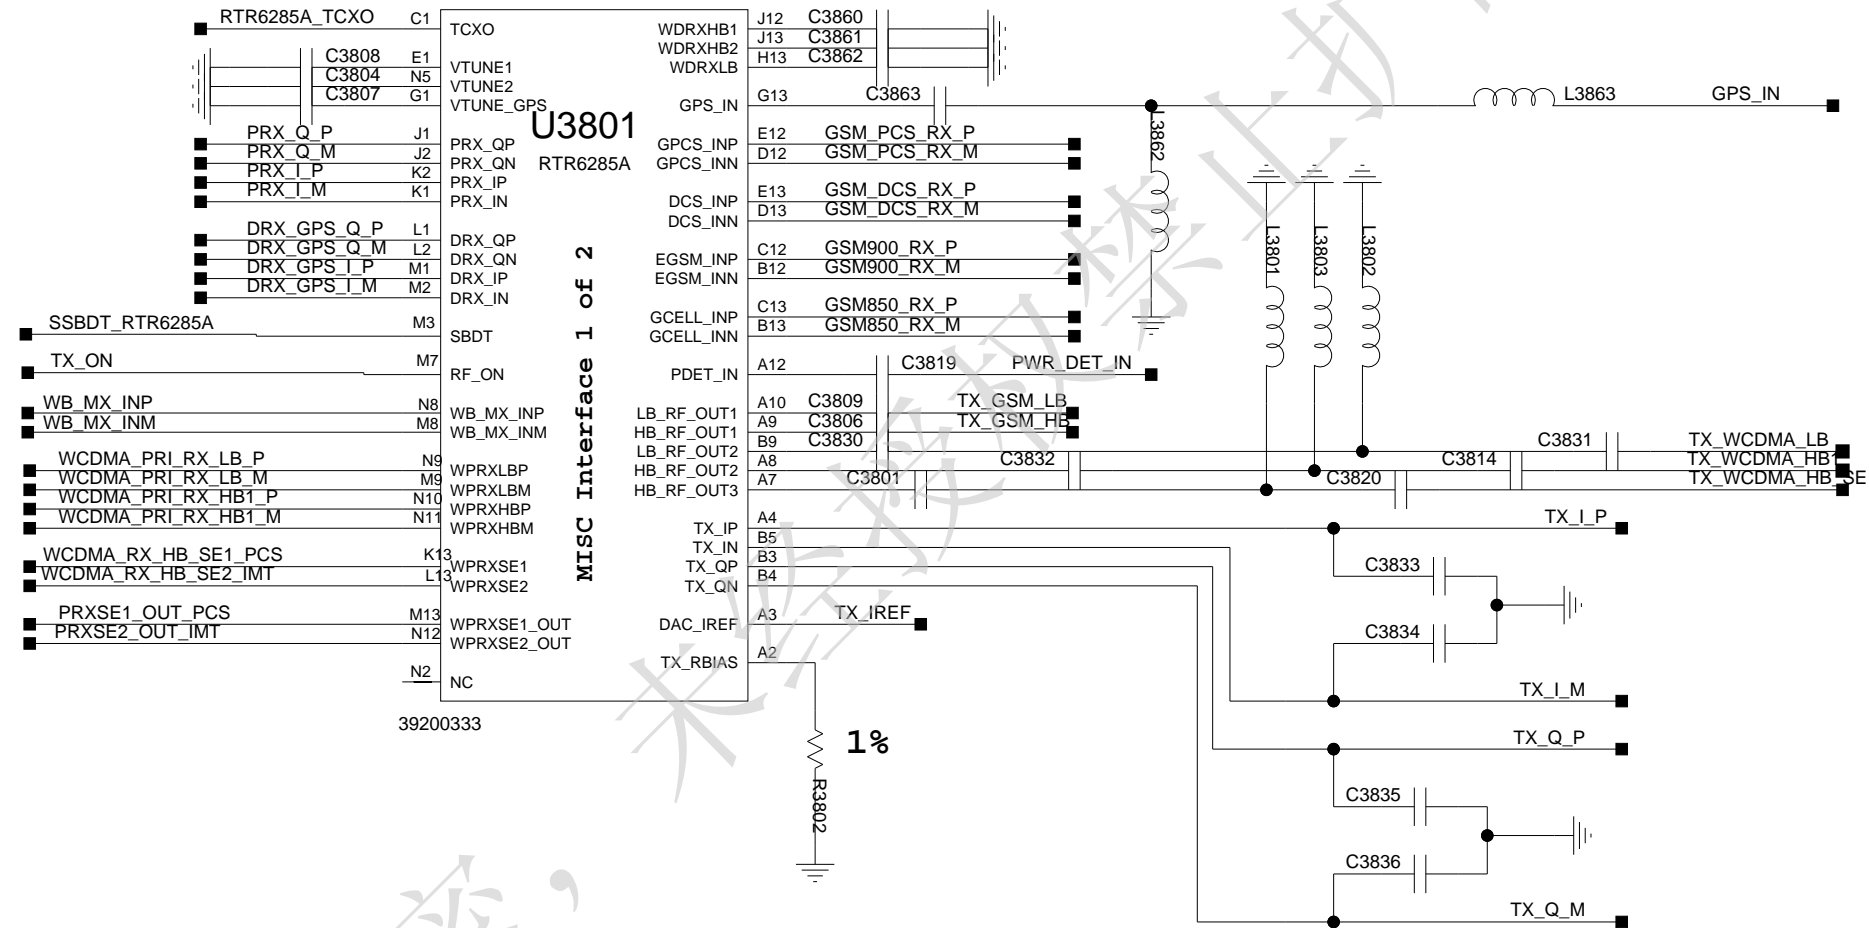 RTR6285A_TCXO C1 TCXO
C3808 E1 VTUNE1
C3804 N5 VTUNE2
C3807 G1 VTUNE_GPS
PRX_Q_P J1 PRX_QP
PRX_Q_M J2 PRX_QN
PRX_I_P K2 PRX_IP
PRX_I_M K1 PRX_IN
DRX_GPS_Q_P L1 DRX_QP
DRX_GPS_Q_M L2 DRX_QN
DRX_GPS_I_P M1 DRX_IP
DRX_GPS_I_M M2 DRX_IN
SSBDT_RTR6285A M3 SBDT
TX_ON M7 RF_ON
WB_MX_INP N8 WB_MX_INP
WB_MX_INM M8 WB_MX_INM
WCDMA_PRI_RX_LB_P N9 WPRXLBP
WCDMA_PRI_RX_LB_M M9 WPRXLBM
WCDMA_PRI_RX_HB1_P N10 WPRXHBP
WCDMA_PRI_RX_HB1_M N11 WPRXHBM
WCDMA_RX_HB_SE1_PCS K13 WPRXSE1
WCDMA_RX_HB_SE2_IMT L13 WPRXSE2
PRXSE1_OUT_PCS M13 WPRXSE1_OUT
PRXSE2_OUT_IMT N12 WPRXSE2_OUT
N2 NC
39200333
U3801
RTR6285A
MISC Interface 1 of 2
WDRXHB1 J12 C3860
WDRXHB2 J13 C3861
WDRXLB H13 C3862
GPS_IN G13 C3863 L3863 GPS_IN
L3862
GPCS_INP E12 GSM_PCS_RX_P
GPCS_INN D12 GSM_PCS_RX_M
DCS_INP E13 GSM_DCS_RX_P
DCS_INN D13 GSM_DCS_RX_M
EGSM_INP C12 GSM900_RX_P
EGSM_INN B12 GSM900_RX_M
GCELL_INP C13 GSM850_RX_P
GCELL_INN B13 GSM850_RX_M
L3801 L3803 L3802
PDET_IN A12 C3819 PWR_DET_IN
LB_RF_OUT1 A10 C3809 TX_GSM_LB
HB_RF_OUT1 A9 C3806 TX_GSM_HB
LB_RF_OUT2 B9 C3830 C3831 TX_WCDMA_LB
HB_RF_OUT2 A8 C3832 C3814 TX_WCDMA_HB1
HB_RF_OUT3 A7 C3801 C3820 TX_WCDMA_HB_SE
TX_IP A4 TX_I_P
TX_IN B5
TX_QP B3
TX_QN B4
C3833
C3834
DAC_IREF A3 TX_IREF
TX_RBIAS A2
TX_I_M
1%
R3802
TX_Q_P
C3835
C3836
TX_Q_M
未经授权禁止扩